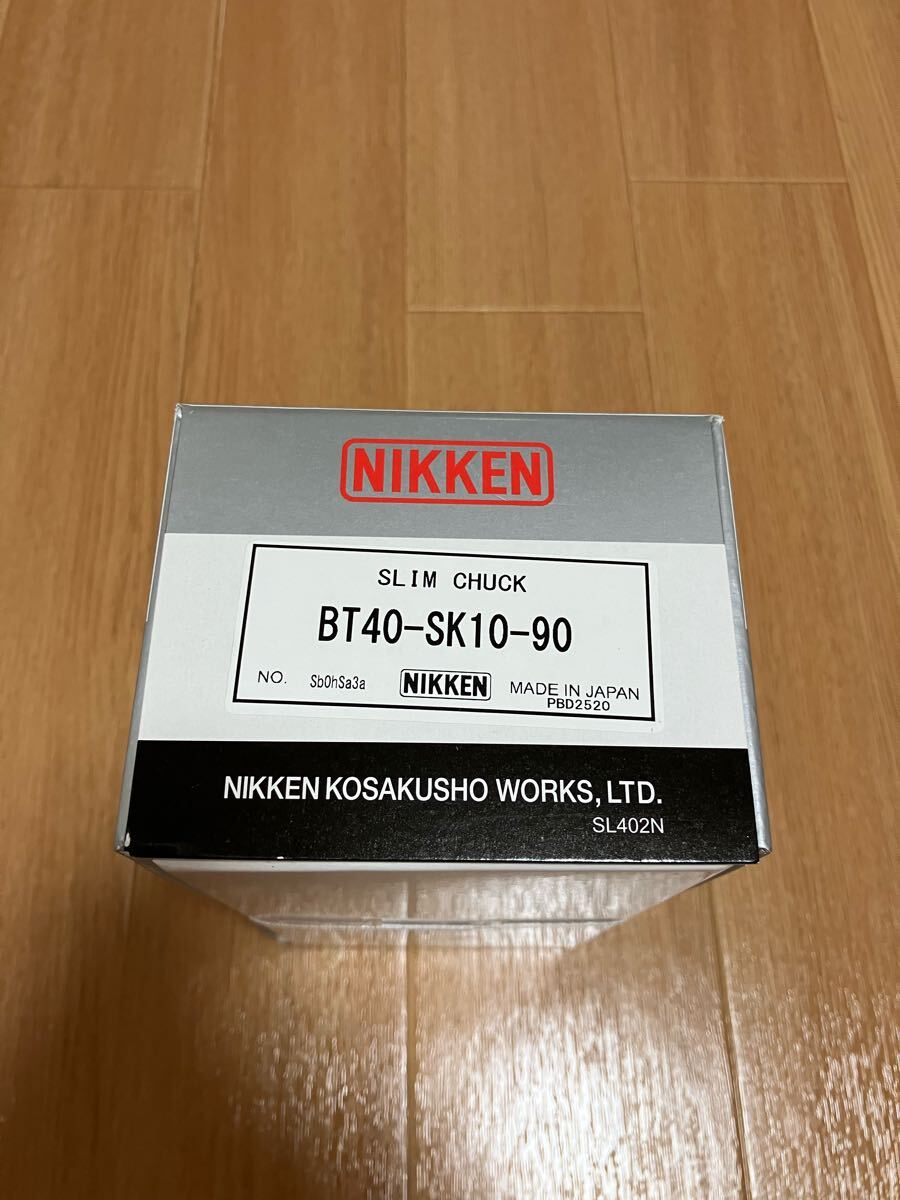 NIKKEN
SLIM CHUCK
BT40-SK10-90
NO. Sb0hSa3a NIKKEN MADE IN JAPAN
PBD2520
NIKKEN KOSAKUSHO WORKS, LTD.
SL402N